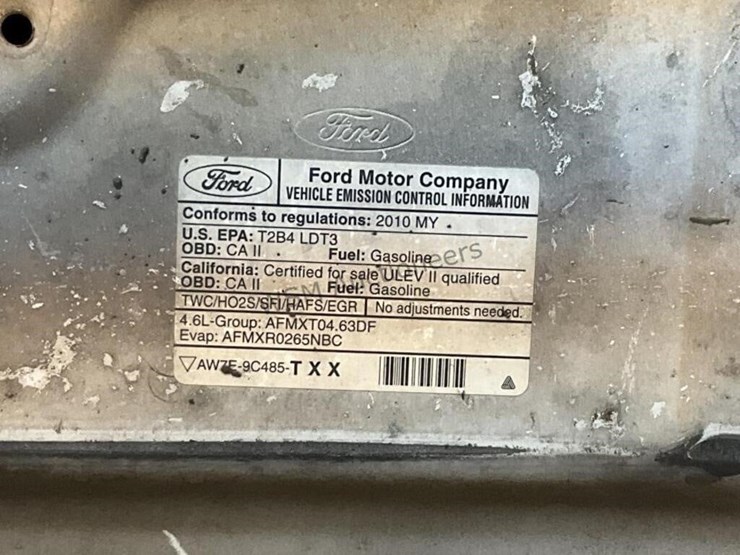 Ford
Ford
Ford Motor Company
VEHICLE EMISSION CONTROL INFORMATION
Conforms to regulations: 2010 MY
U.S. EPA: T2B4 LDT3
OBD: CA II Fuel: Gasoline
California: Certified for sale ULEV II qualified
OBD: CA II Fuel: Gasoline
TWC/HO2S/SFI/HAFS/EGR No adjustments needed.
4.6L-Group: AFMXT04.63DF
Evap: AFMXR0265NBC
AW7E-9C485-TXX